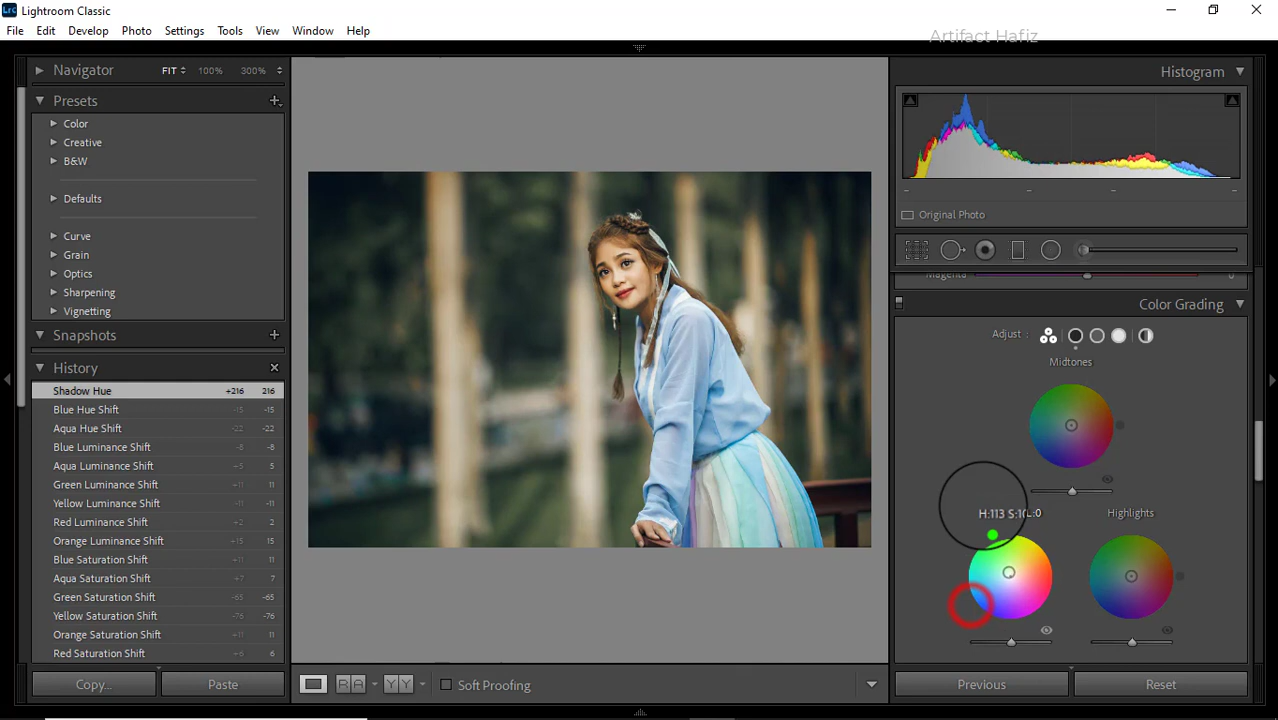 Lrc Lightroom Classic
File Edit Develop Photo Settings Tools View Window Help
Artifact Hafiz
Navigator FIT 100% 300%
Presets
Color
Creative
B&W
Defaults
Curve
Grain
Optics
Sharpening
Vignetting
Snapshots
History
Shadow Hue +216 216
Blue Hue Shift -15 -15
Aqua Hue Shift -22 -22
Blue Luminance Shift -8 -8
Aqua Luminance Shift +5 5
Green Luminance Shift +11 11
Yellow Luminance Shift -11 -11
Red Luminance Shift +2 2
Orange Luminance Shift +15 15
Blue Saturation Shift +11 11
Aqua Saturation Shift +7 7
Green Saturation Shift -65 -65
Yellow Saturation Shift -76 -76
Orange Saturation Shift +11 11
Red Saturation Shift +6 6
Copy... Paste
R A Y Y Soft Proofing
Histogram
Original Photo
Magenta 0
Color Grading
Adjust :
Midtones
H:113 Highlights
Previous Reset